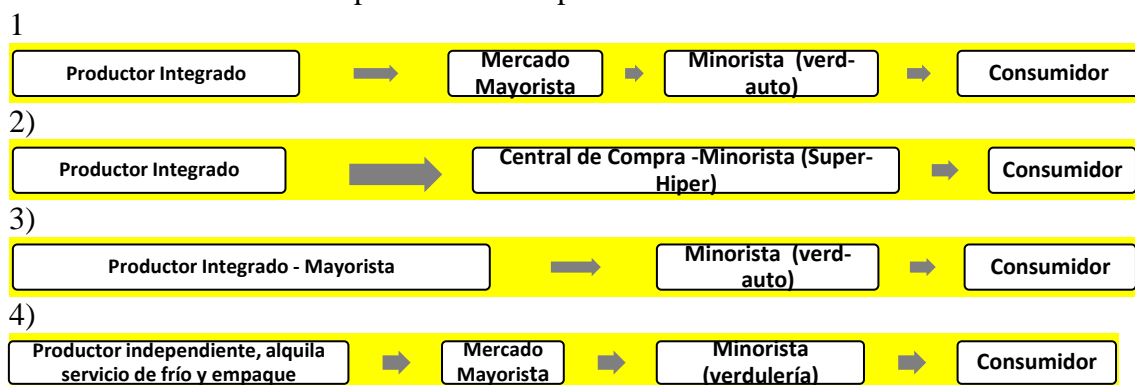 1
Productor Integrado
Mercado
Mayorista
Minorista (verd-
auto)
Consumidor
2)
Productor Integrado
Central de Compra -Minorista (Super-
Hiper)
Consumidor
3)
Productor Integrado - Mayorista
Minorista (verd-
auto)
Consumidor
4)
Productor independiente, alquila
servicio de frío y empaque
Mercado
Mayorista
Minorista
(verdulería)
Consumidor